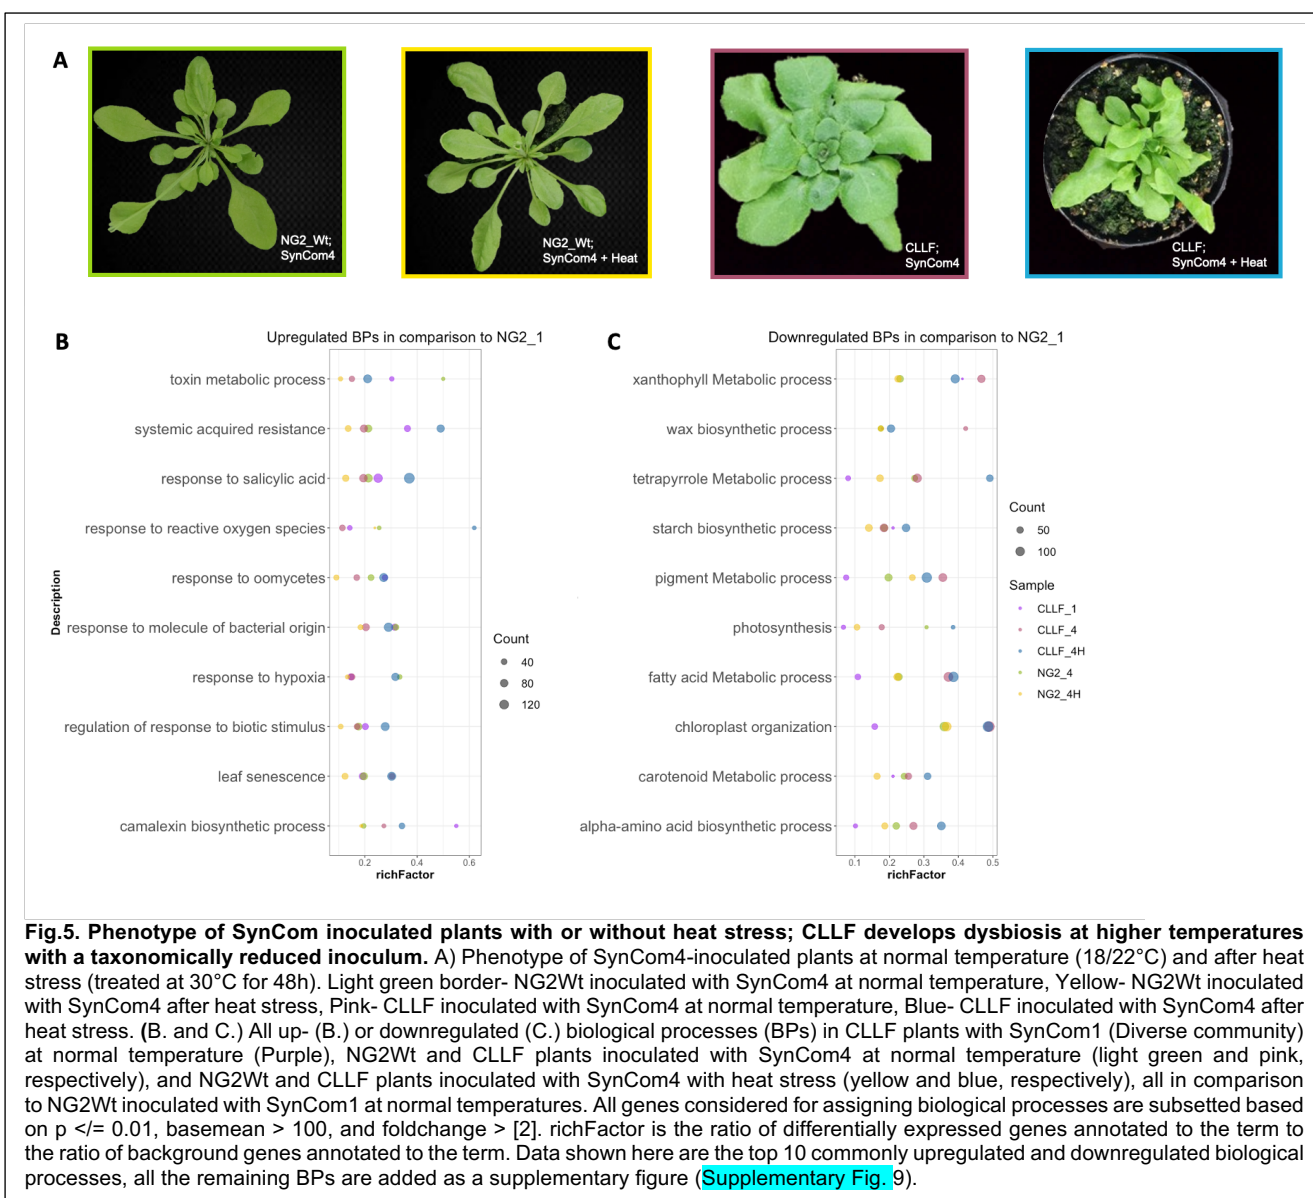 A
NG2_Wt;
SynCom4
NG2_Wt;
SynCom4 + Heat
CLLF;
SynCom4
CLLF;
SynCom4 + Heat
B
Upregulated BPs in comparison to NG2_1
Description
toxin metabolic process
systemic acquired resistance
response to salicylic acid
response to reactive oxygen species
response to oomycetes
response to molecule of bacterial origin
response to hypoxia
regulation of response to biotic stimulus
leaf senescence
camalexin biosynthetic process
0.2 0.4 0.6
richFactor
Count
40
80
120
C
Downregulated BPs in comparison to NG2_1
xanthophyll Metabolic process
wax biosynthetic process
tetrapyrrole Metabolic process
starch biosynthetic process
pigment Metabolic process
photosynthesis
fatty acid Metabolic process
chloroplast organization
carotenoid Metabolic process
alpha-amino acid biosynthetic process
0.1 0.2 0.3 0.4 0.5
richFactor
Count
50
100
Sample
CLLF_1
CLLF_4
CLLF_4H
NG2_4
NG2_4H
Fig.5. Phenotype of SynCom inoculated plants with or without heat stress; CLLF develops dysbiosis at higher temperatures
with a taxonomically reduced inoculum. A) Phenotype of SynCom4-inoculated plants at normal temperature (18/22°C) and after heat
stress (treated at 30°C for 48h). Light green border- NG2Wt inoculated with SynCom4 at normal temperature, Yellow- NG2Wt inoculated
with SynCom4 after heat stress, Pink- CLLF inoculated with SynCom4 at normal temperature, Blue- CLLF inoculated with SynCom4 after
heat stress. (B. and C.) All up- (B.) or downregulated (C.) biological processes (BPs) in CLLF plants with SynCom1 (Diverse community)
at normal temperature (Purple), NG2Wt and CLLF plants inoculated with SynCom4 at normal temperature (light green and pink,
respectively), and NG2Wt and CLLF plants inoculated with SynCom4 with heat stress (yellow and blue, respectively), all in comparison
to NG2Wt inoculated with SynCom1 at normal temperatures. All genes considered for assigning biological processes are subsetted based
on p </= 0.01, basemean > 100, and foldchange > [2]. richFactor is the ratio of differentially expressed genes annotated to the term to
the ratio of background genes annotated to the term. Data shown here are the top 10 commonly upregulated and downregulated biological
processes, all the remaining BPs are added as a supplementary figure (Supplementary Fig. 9).